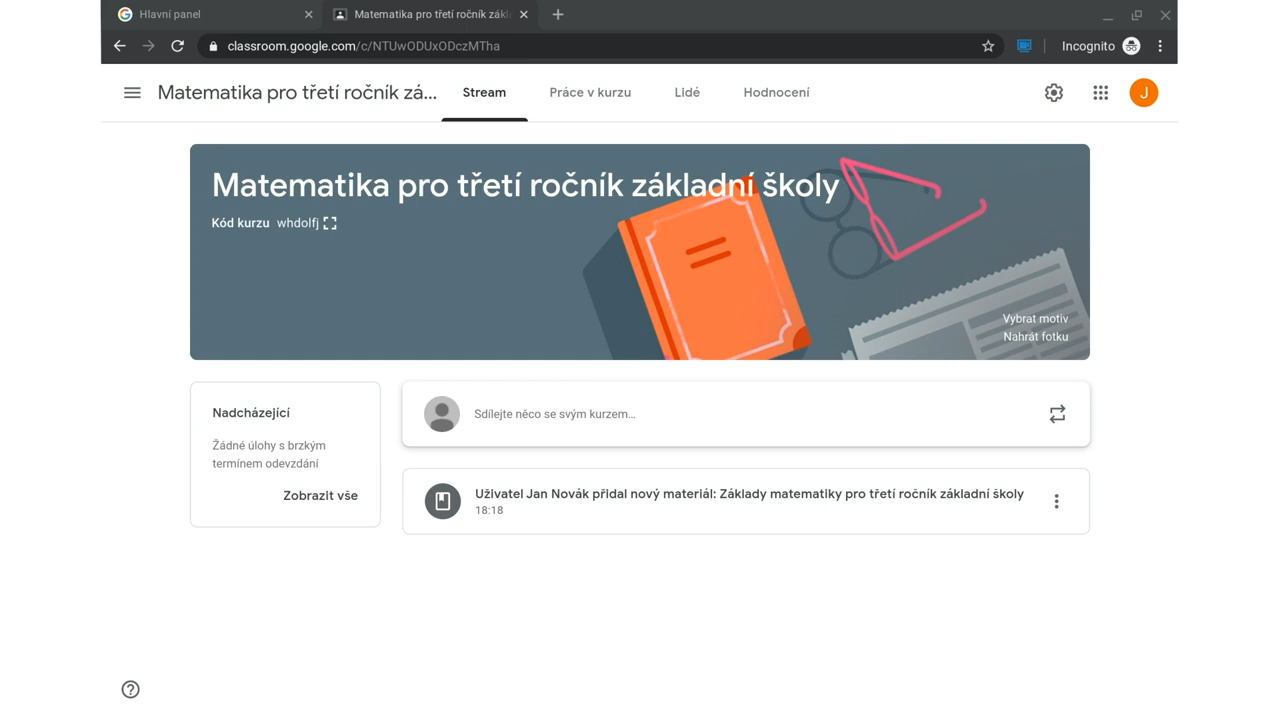 Hlavní panel
Matematika pro třetí ročník zákl
classroom.google.com/c/NTUwODUxODczMTha
Incognito
Matematika pro třetí ročník zá...
Stream
Práce v kurzu
Lidé
Hodnocení
J
Matematika pro třetí ročník základní školy
Kód kurzu whdolfj
Vybrat motiv
Nahrát fotku
Nadcházející
Žádné úlohy s brzkým
termínem odevzdání
Zobrazit vše
Sdílejte něco se svým kurzem...
Uživatel Jan Novák přidal nový materiál: Základy matematiky pro třetí ročník základní školy
18:18